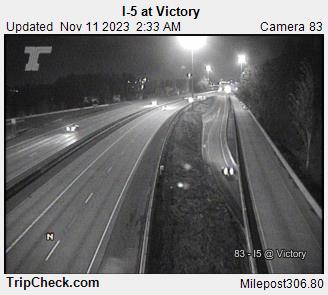 I-5 at Victory
Updated Nov 11 2023 2:33 AM Camera 83
T
N
83 - I5 @ Victory
TripCheck.com Milepost306.80